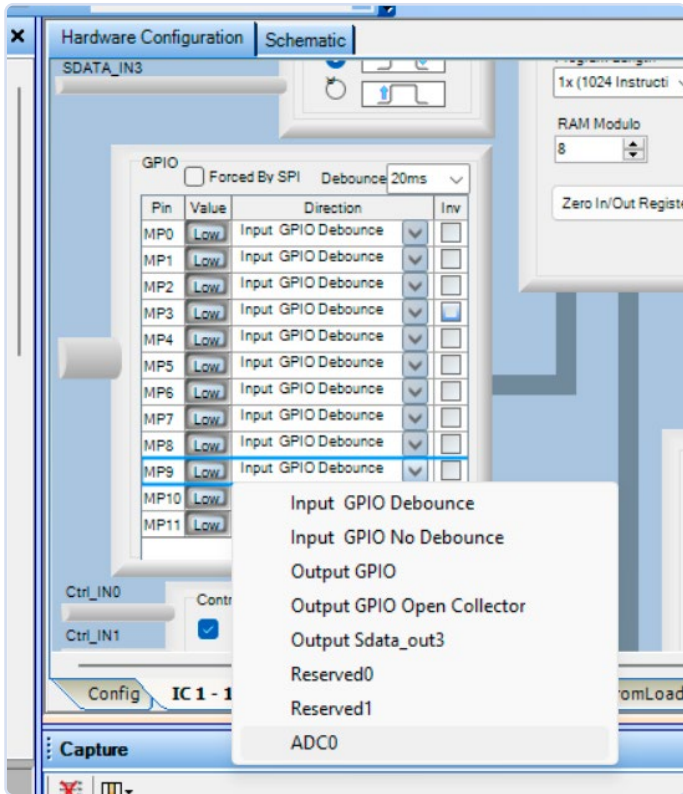 Hardware Configuration Schematic
SDATA_IN3
1x (1024 Instructi
RAM Modulo
8
Zero In/Out Registe
GPIO
Forced By SPI Debounce 20ms
Pin Value Direction Inv
MP0 Low Input GPIO Debounce
MP1 Low Input GPIO Debounce
MP2 Low Input GPIO Debounce
MP3 Low Input GPIO Debounce
MP4 Low Input GPIO Debounce
MP5 Low Input GPIO Debounce
MP6 Low Input GPIO Debounce
MP7 Low Input GPIO Debounce
MP8 Low Input GPIO Debounce
MP9 Low Input GPIO Debounce
MP10 Low
MP11 Low
Input GPIO Debounce
Input GPIO No Debounce
Output GPIO
Output GPIO Open Collector
Output Sdata_out3
Reserved0
Reserved1
ADC0
Ctrl_IN0
Contr
Ctrl_IN1
Config IC 1 - 1 romLoad
Capture